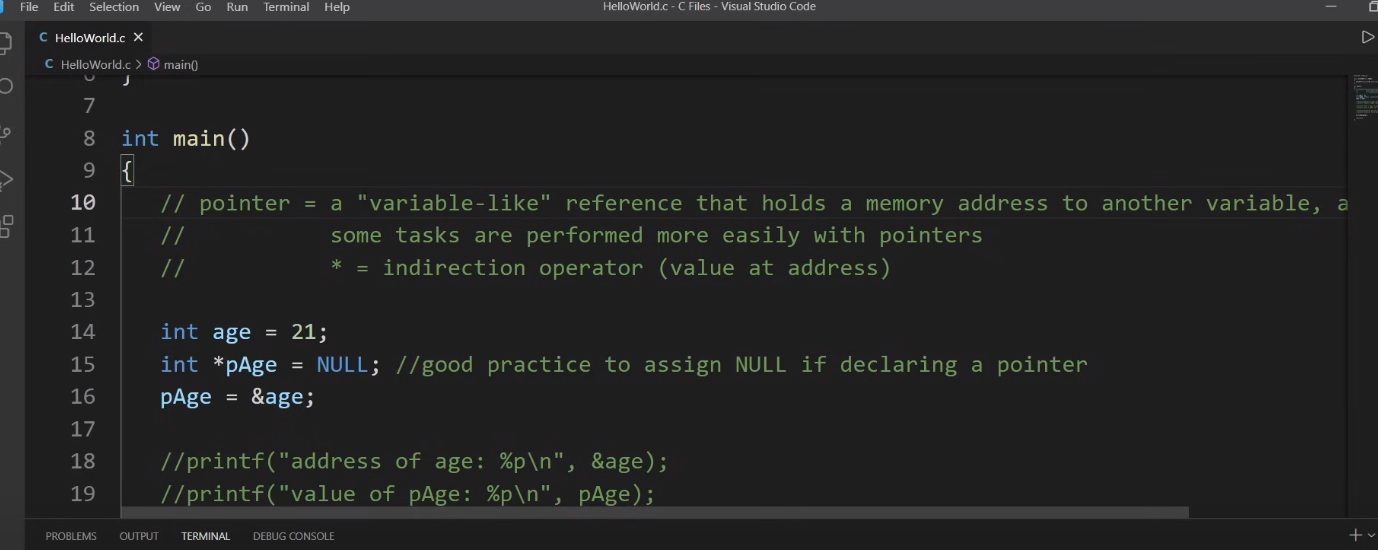 File Edit Selection View Go Run Terminal Help HelloWorld.c - C Files - Visual Studio Code
C HelloWorld.c ×
C HelloWorld.c > main()
7
8 int main()
9 {
10 // pointer = a "variable-like" reference that holds a memory address to another variable, a
11 // some tasks are performed more easily with pointers
12 // * = indirection operator (value at address)
13
14 int age = 21;
15 int *pAge = NULL; //good practice to assign NULL if declaring a pointer
16 pAge = &age;
17
18 //printf("address of age: %p\n", &age);
19 //printf("value of pAge: %p\n", pAge);
PROBLEMS OUTPUT TERMINAL DEBUG CONSOLE